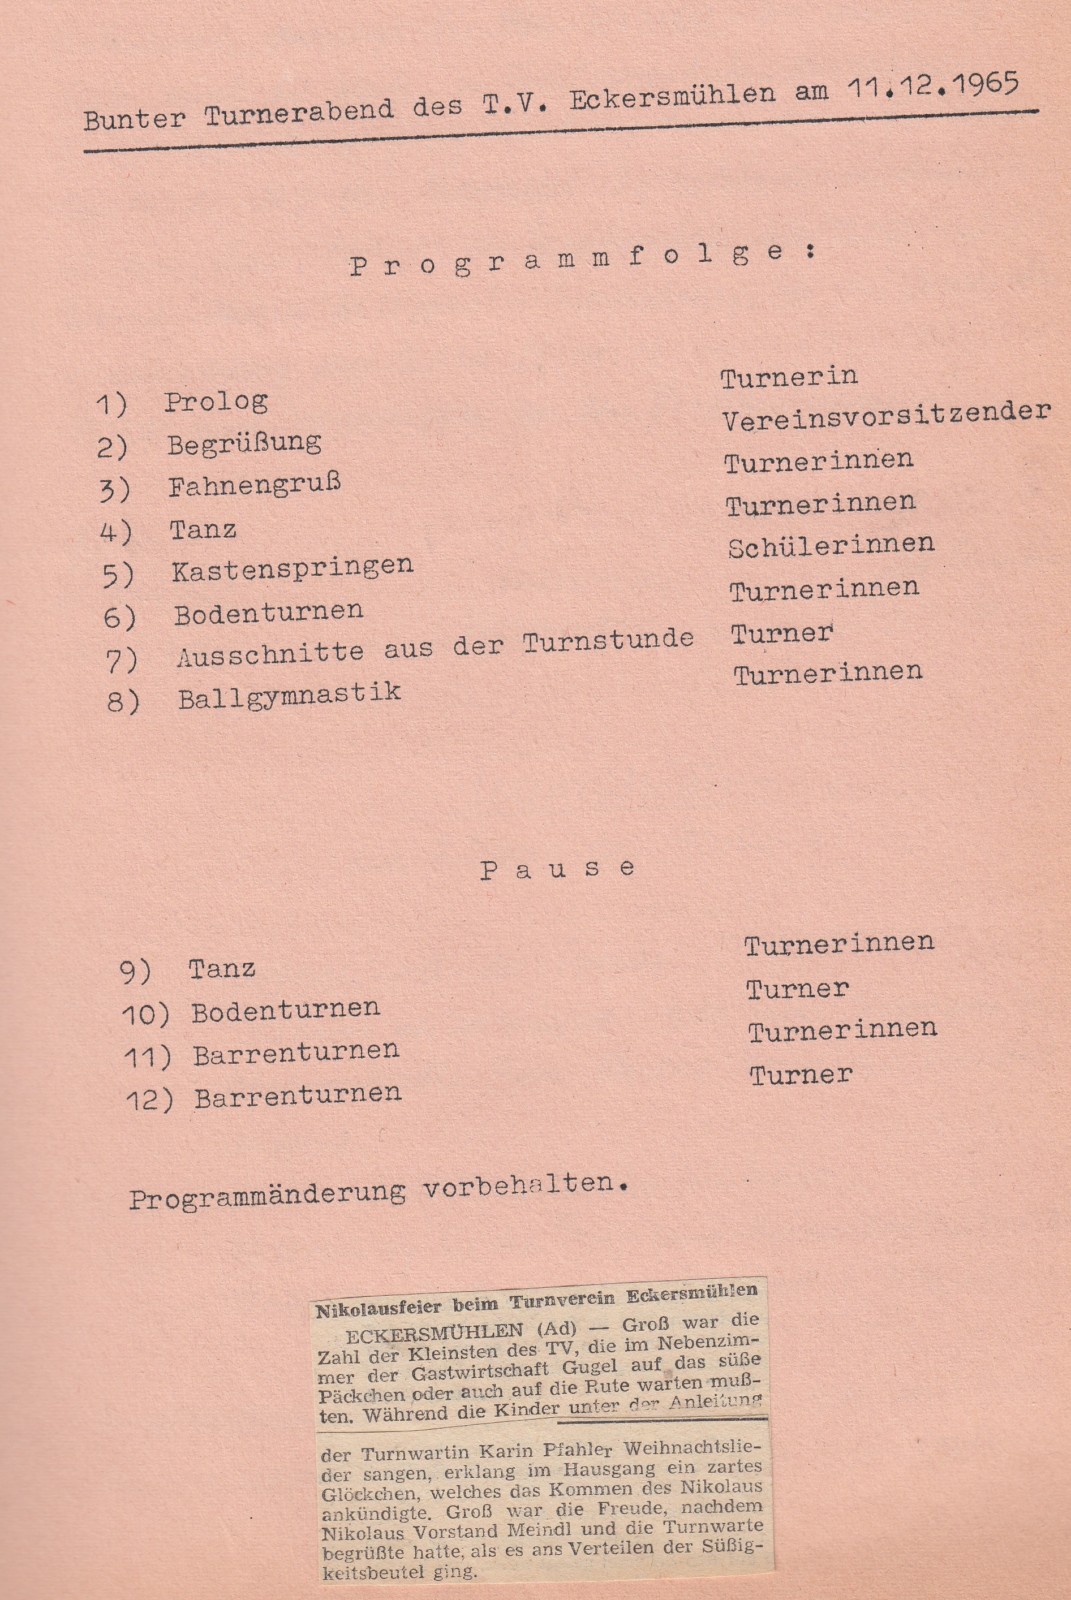 Bunter Turnerabend des T.V. Eckersmühlen am 11.12.1965
Programmfolge:
1) Prolog Turnerin
2) Begrüßung Vereinsvorsitzender
3) Fahnengruß Turnerinnen
4) Tanz Turnerinnen
5) Kastenspringen Schülerinnen
6) Bodenturnen Turnerinnen
7) Ausschnitte aus der Turnstunde Turner
8) Ballgymnastik Turnerinnen
Pause
9) Tanz Turnerinnen
10) Bodenturnen Turner
11) Barrenturnen Turnerinnen
12) Barrenturnen Turner
Programmänderung vorbehalten.
Nikolausfeier beim Turnverein Eckersmühlen
ECKERSMÜHLEN (Ad) — Groß war die
Zahl der Kleinsten des TV, die im Nebenzim-
mer der Gastwirtschaft Gugel auf das süße
Päckchen oder auch auf die Rute warten muß-
ten. Während die Kinder unter der Anleitung
der Turnwartin Karin Pfahler Weihnachtslie-
der sangen, erklang im Hausgang ein zartes
Glöckchen, welches das Kommen des Nikolaus
ankündigte. Groß war die Freude, nachdem
Nikolaus Vorstand Meindl und die Turnwarte
begrüßte hatte, als es ans Verteilen der Süßig-
keitsbeutel ging.